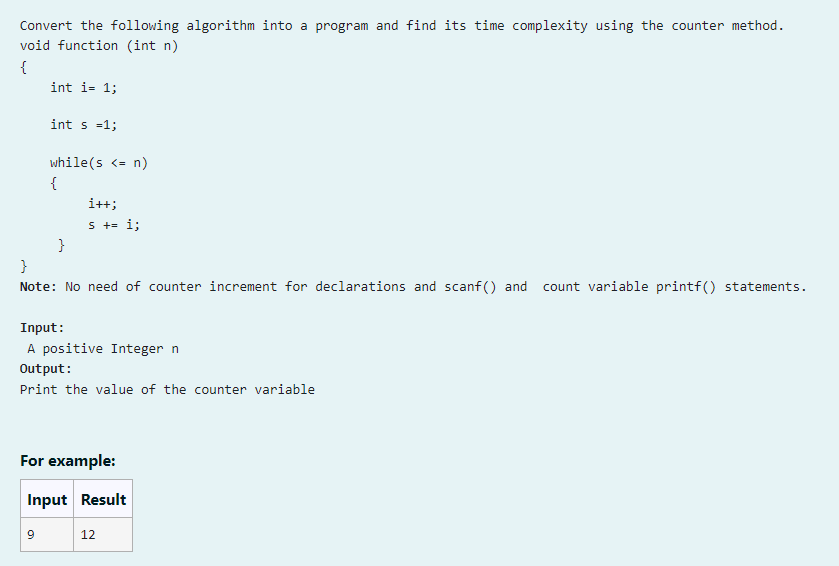 Convert the following algorithm into a program and find its time complexity using the counter method.
void function (int n)
{
int i= 1;
int s =1;
while(s <= n)
{
i++;
s += i;
}
}
Note: No need of counter increment for declarations and scanf() and  count variable printf() statements.
Input:
A positive Integer n
Output:
Print the value of the counter variable
For example:
Input Result
9 12